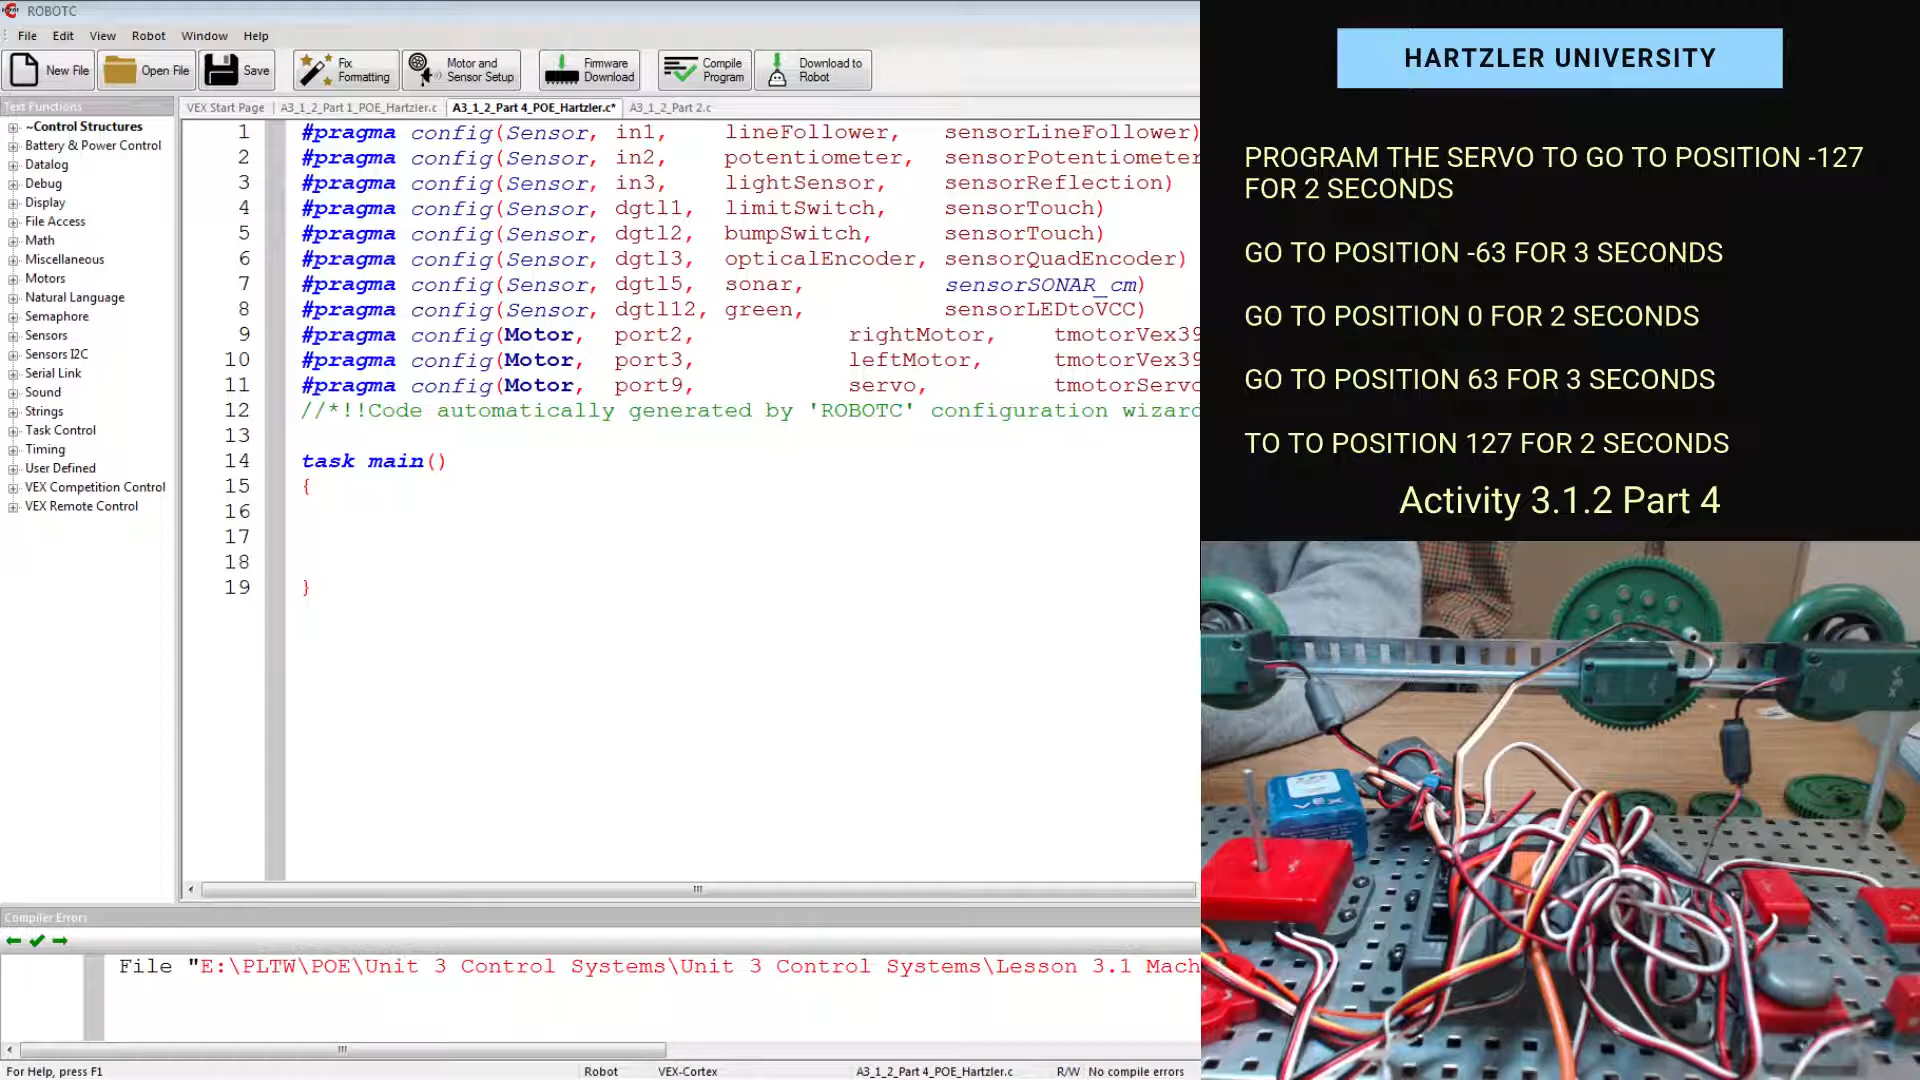 ROBOTC
File Edit View Robot Window Help
New File Open File Save Fix Formatting Motor and Sensor Setup Firmware Download Compile Program Download to Robot
Text Functions
VEX Start Page A3_1_2_Part 1_POE_Hartzler.c A3_1_2_Part 4_POE_Hartzler.c* A3_1_2_Part 2.c
~Control Structures
Battery & Power Control
Datalog
Debug
Display
File Access
Math
Miscellaneous
Motors
Natural Language
Semaphore
Sensors
Sensors I2C
Serial Link
Sound
Strings
Task Control
Timing
User Defined
VEX Competition Control
VEX Remote Control
1 #pragma config(Sensor, in1, lineFollower, sensorLineFollower)
2 #pragma config(Sensor, in2, potentiometer, sensorPotentiometer
3 #pragma config(Sensor, in3, lightSensor, sensorReflection)
4 #pragma config(Sensor, dgtl1, limitSwitch, sensorTouch)
5 #pragma config(Sensor, dgtl2, bumpSwitch, sensorTouch)
6 #pragma config(Sensor, dgtl3, opticalEncoder, sensorQuadEncoder)
7 #pragma config(Sensor, dgtl5, sonar, sensorSONAR_cm)
8 #pragma config(Sensor, dgtl12, green, sensorLEDtoVCC)
9 #pragma config(Motor, port2, rightMotor, tmotorVex39
10 #pragma config(Motor, port3, leftMotor, tmotorVex39
11 #pragma config(Motor, port9, servo, tmotorServo
12 //*!!Code automatically generated by 'ROBOTC' configuration wizard
13
14 task main()
15 {
16
17
18
19 }
Compiler Errors
File "E:\PLTW\POE\Unit 3 Control Systems\Unit 3 Control Systems\Lesson 3.1 Mach
For Help, press F1 Robot VEX-Cortex A3_1_2_Part 4_POE_Hartzler.c R/W No compile errors
HARTZLER UNIVERSITY
PROGRAM THE SERVO TO GO TO POSITION -127
FOR 2 SECONDS
GO TO POSITION -63 FOR 3 SECONDS
GO TO POSITION 0 FOR 2 SECONDS
GO TO POSITION 63 FOR 3 SECONDS
TO TO POSITION 127 FOR 2 SECONDS
Activity 3.1.2 Part 4
VEX
VEX